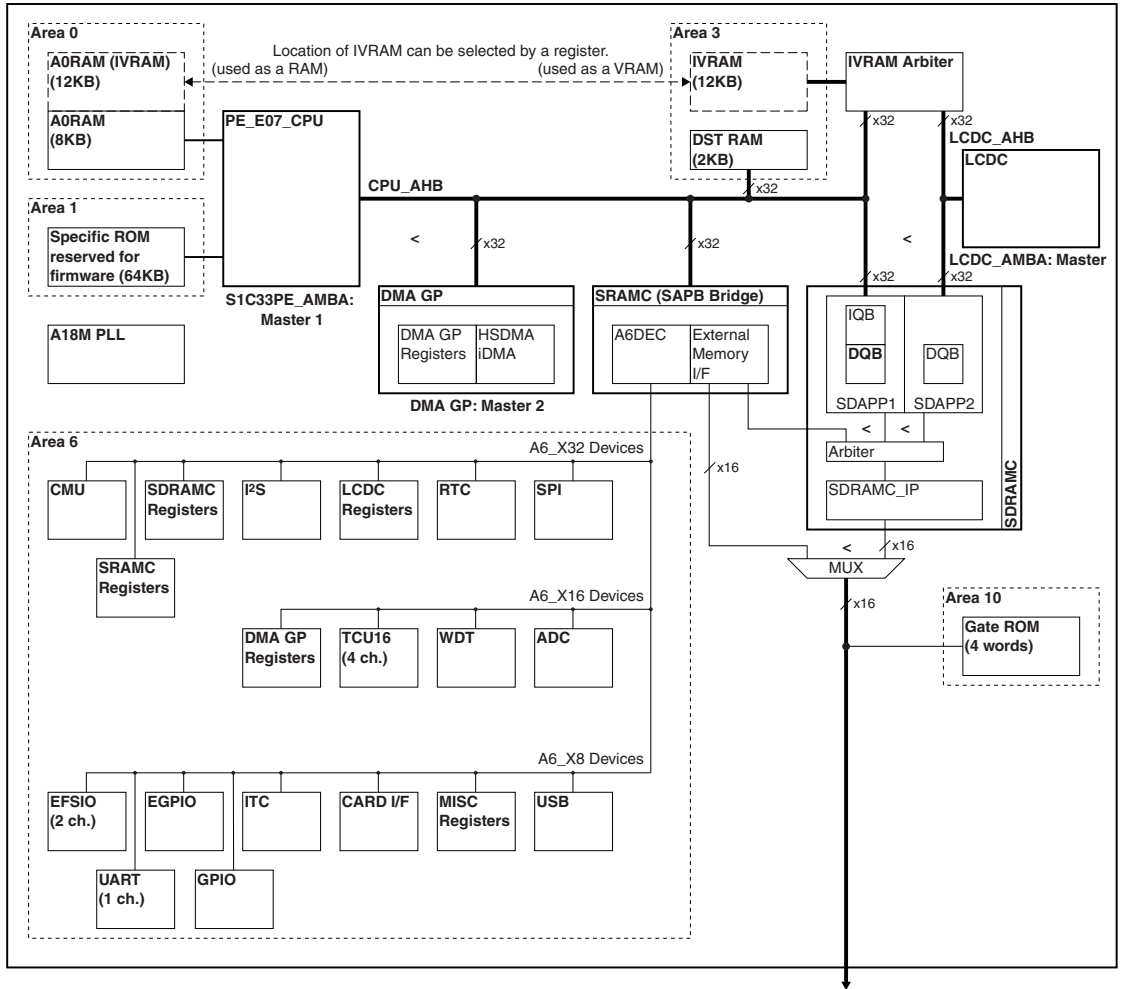 Area 0
A0RAM (IVRAM)
(12KB)
A0RAM
(8KB)
Location of IVRAM can be selected by a register.
(used as a RAM)
(used as a VRAM)
Area 3
IVRAM
(12KB)
DST RAM
(2KB)
x32
IVRAM Arbiter
x32
x32
LCDC_AHB
LCDC
LCDC_AMBA: Master
PE_E07_CPU
S1C33PE_AMBA:
Master 1
CPU_AHB
Area 1
Specific ROM
reserved for
firmware (64KB)
A18M PLL
<
x32
x32
<
x32
x32
DMA GP
DMA GP
Registers
HSDMA
iDMA
DMA GP: Master 2
SRAMC (SAPB Bridge)
A6DEC
External
Memory
I/F
IQB
DQB
DQB
SDAPP1
SDAPP2
<
<
Arbiter
SDRAMC_IP
SDRAMC
x16
<
x16
MUX
x16
Area 10
Gate ROM
(4 words)
Area 6
A6_X32 Devices
CMU
SDRAMC
Registers
I2S
LCDC
Registers
RTC
SPI
SRAMC
Registers
A6_X16 Devices
DMA GP
Registers
TCU16
(4 ch.)
WDT
ADC
A6_X8 Devices
EFSIO
(2 ch.)
EGPIO
ITC
CARD I/F
MISC
Registers
USB
UART
(1 ch.)
GPIO